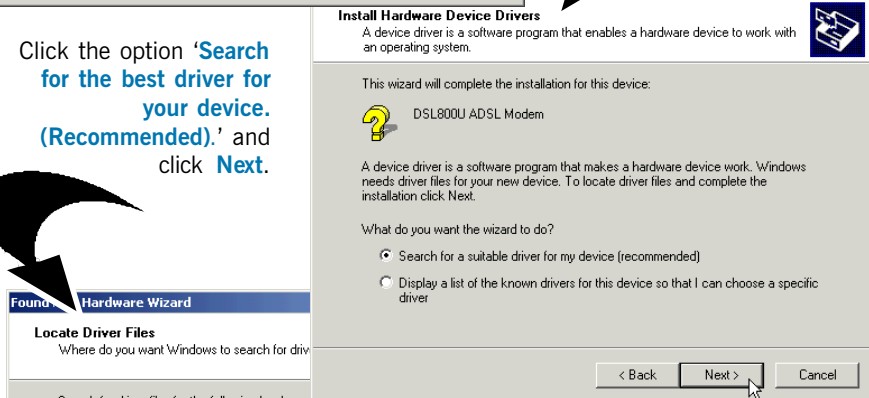 Install Hardware Device Drivers
A device driver is a software program that enables a hardware device to work with
an operating system.
Click the option ‘Search
for the best driver for
your device.
(Recommended).’ and
click Next.
This wizard will complete the installation for this device:
DSL800U ADSL Modem
A device driver is a software program that makes a hardware device work. Windows
needs driver files for your new device. To locate driver files and complete the
installation click Next.
What do you want the wizard to do?
Search for a suitable driver for my device (recommended)
Display a list of the known drivers for this device so that I can choose a specific
driver
< Back
Next >
Cancel
Hardware Wizard
Locate Driver Files
Where do you want Windows to search for driv